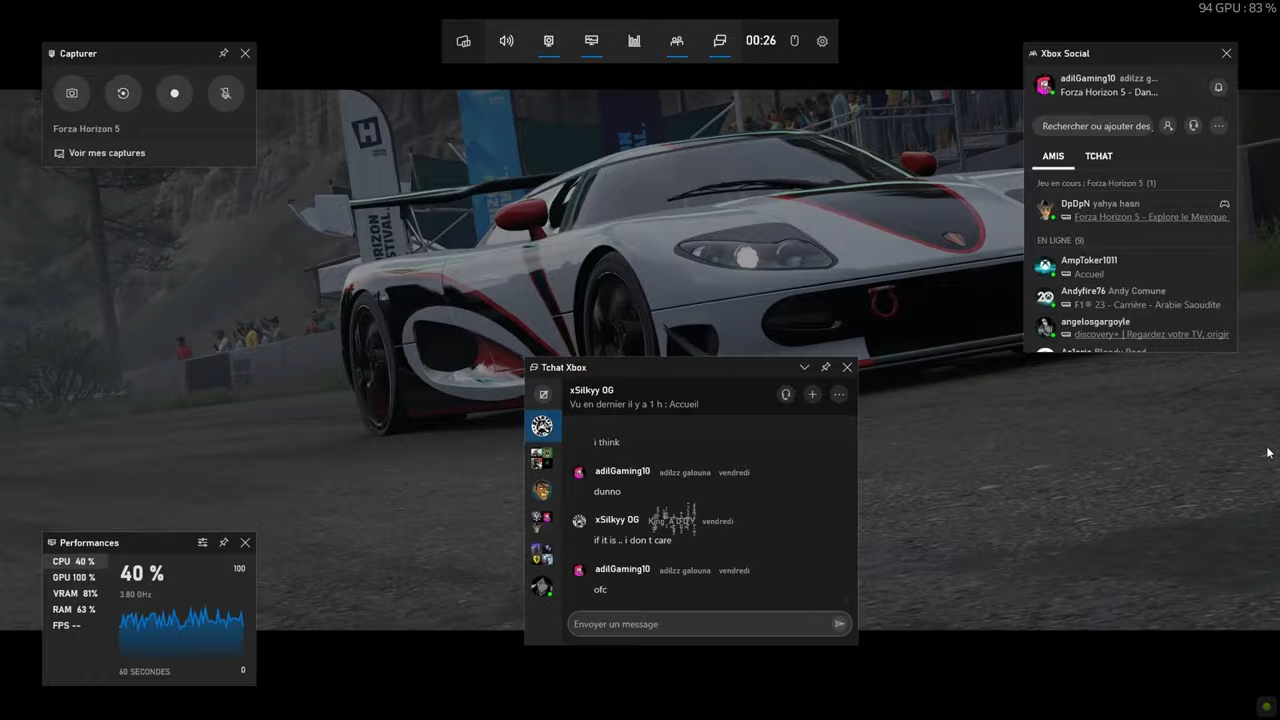 94 GPU : 83 %
00:26
Capturer
Forza Horizon 5
Voir mes captures
H
HORIZON
FESTIVAL
Xbox Social
adilGaming10 adilzz g...
Forza Horizon 5 - Dan...
Rechercher ou ajouter des
AMIS TCHAT
Jeu en cours : Forza Horizon 5 (1)
DpDpN yahya hasn
Forza Horizon 5 - Explore le Mexique
EN LIGNE (9)
AmpToker1011
Accueil
Andyfire76 Andy Comune
F1® 23 - Carrière - Arabie Saoudite
angelosgargoyle
discovery+ | Regardez votre TV, origir
Tchat Xbox
xSilkyy OG
Vu en dernier il y a 1 h : Accueil
i think
adilGaming10 adilzz galouna vendredi
dunno
xSilkyy OG vendredi
if it is .. i don t care
adilGaming10 adilzz galouna vendredi
ofc
Envoyer un message
Performances
CPU 40 %
GPU 100 %
VRAM 81%
RAM 63 %
FPS --
40 %
3.80 GHz
100
60 SECONDES
0